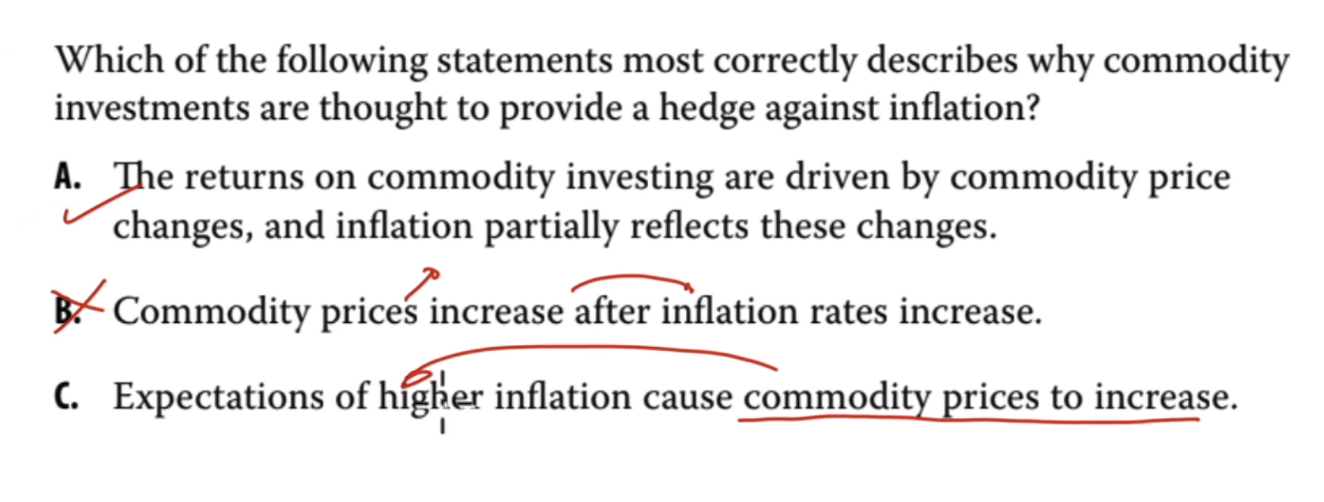 Which of the following statements most correctly describes why commodity
investments are thought to provide a hedge against inflation?
A. The returns on commodity investing are driven by commodity price
changes, and inflation partially reflects these changes.
B. Commodity prices increase after inflation rates increase.
C. Expectations of higher inflation cause commodity prices to increase.